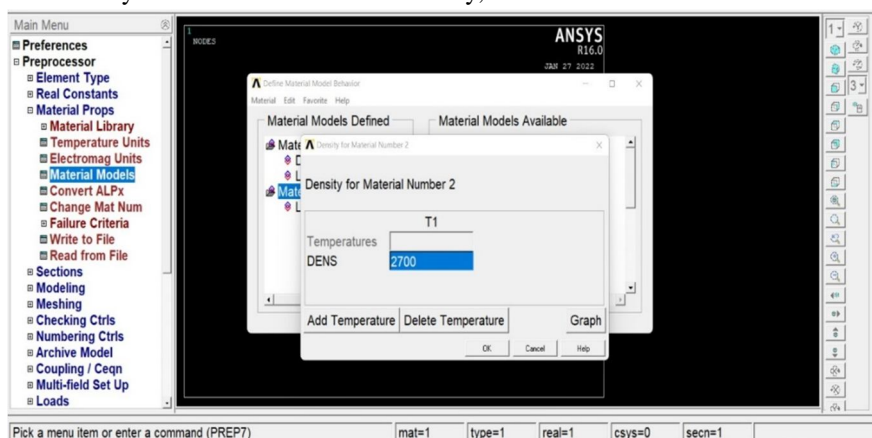 Main Menu
Preferences
Preprocessor
Element Type
Real Constants
Material Props
Material Library
Temperature Units
Electromag Units
Material Models
Convert ALPx
Change Mat Num
Failure Criteria
Write to File
Read from File
Sections
Modeling
Meshing
Checking Ctrls
Numbering Ctrls
Archive Model
Coupling / Ceqn
Multi-field Set Up
Loads
1
NODES
ANSYS
R16.0
JAN 27 2022
Define Material Model Behavior
Material Edit Favorite Help
Material Models Defined
Material Models Available
Mate
D
L
Mate
L
Density for Material Number 2
Density for Material Number 2
T1
Temperatures
DENS 2700
Add Temperature Delete Temperature Graph
OK Cancel Help
1
3
Pick a menu item or enter a command (PREP7) mat=1 type=1 real=1 csys=0 secn=1